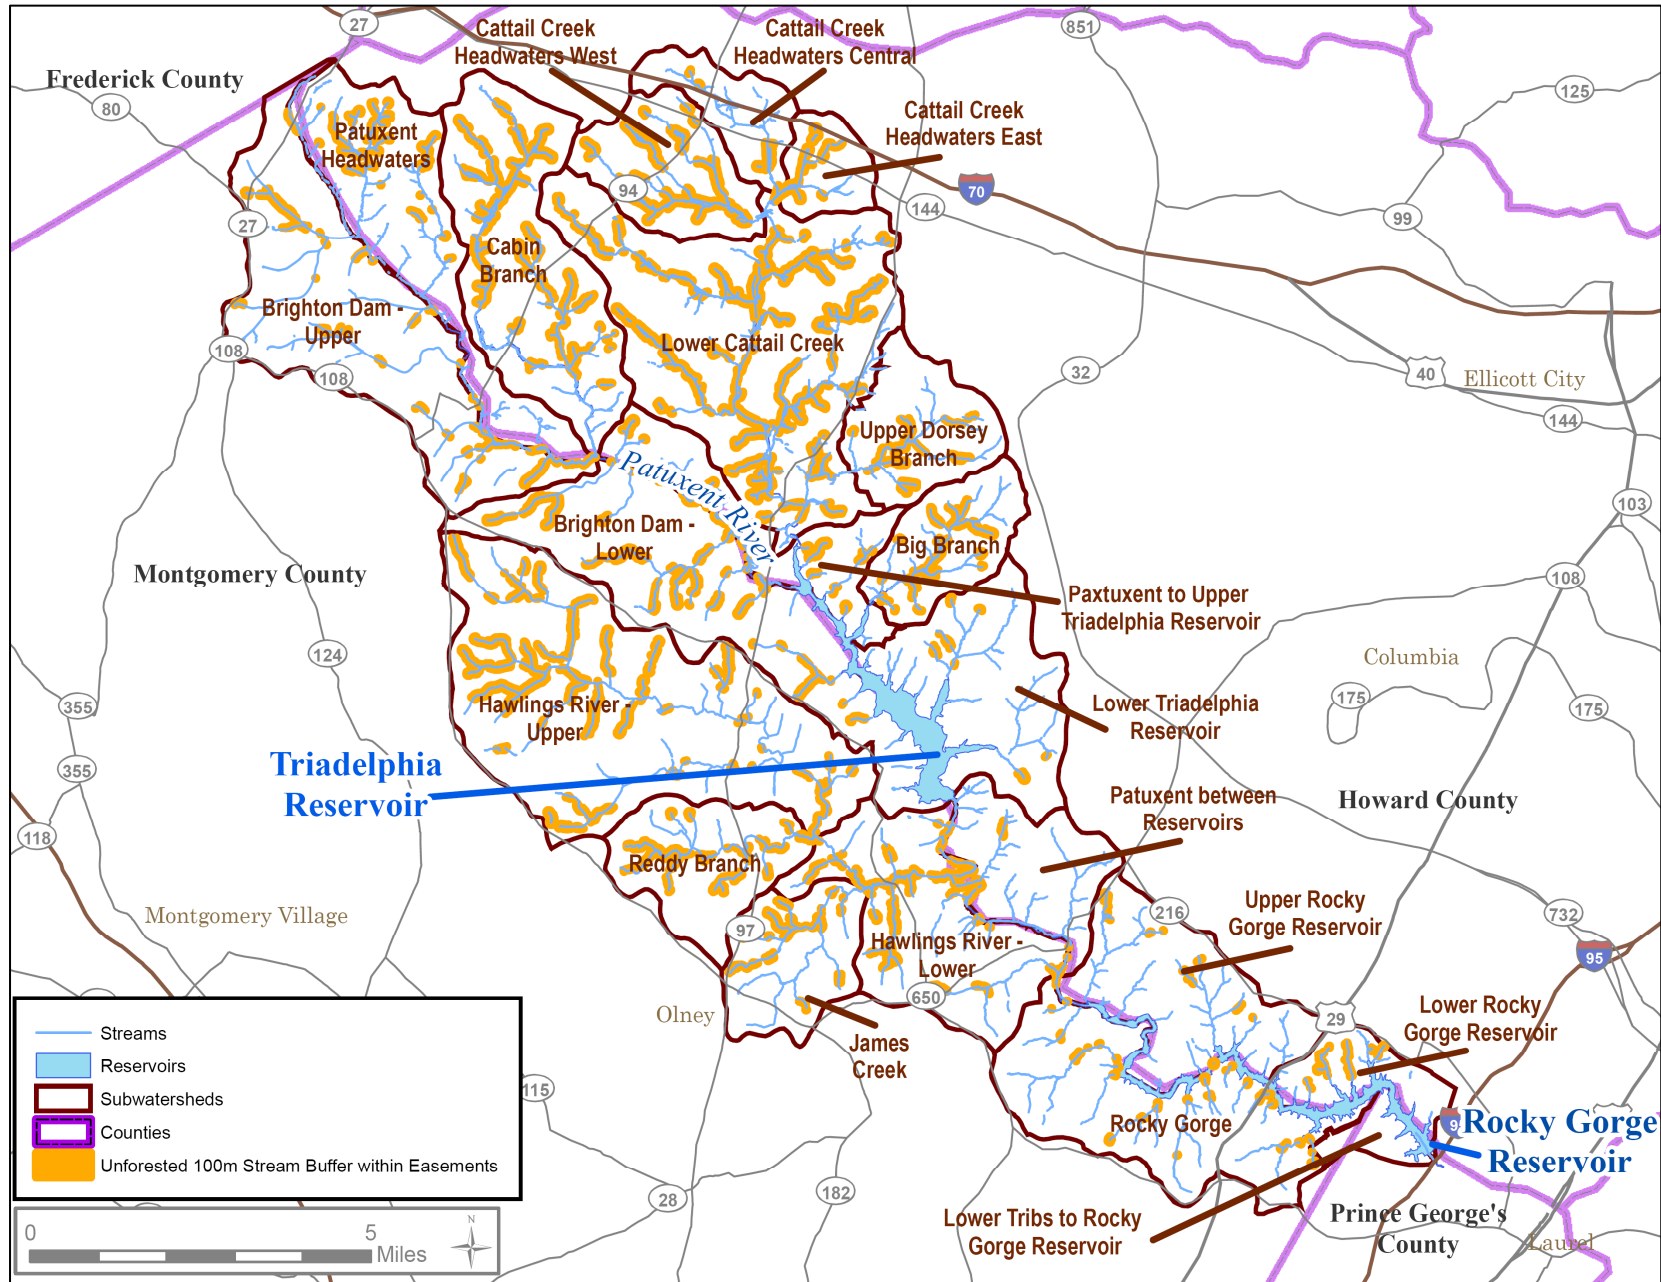 27
Cattail Creek
Headwaters West
Cattail Creek
Headwaters Central
851
Frederick County
80
125
Cattail Creek
Headwaters East
Patuxent
Headwaters
94
70
144
99
27
Cabin
Branch
Brighton Dam -
Upper
Lower Cattail Creek
108
108
32
40
Ellicott City
144
Upper Dorsey
Branch
Patuxent River
103
Brighton Dam -
Lower
Big Branch
Montgomery County
108
Paxtuxent to Upper
Triadelphia Reservoir
124
Columbia
175
175
355
Hawlings River -
Upper
Lower Triadelphia
Reservoir
Triadelphia
Reservoir
355
Patuxent between
Reservoirs
Howard County
118
Reddy Branch
Montgomery Village
97
216
Upper Rocky
Gorge Reservoir
732
95
Hawlings River -
Lower
650
Olney
29
Lower Rocky
Gorge Reservoir
James
Creek
Streams
Reservoirs
Subwatersheds
Counties
Unforested 100m Stream Buffer within Easements
115
Rocky Gorge
Rocky Gorge
Reservoir
28
182
Lower Tribs to Rocky
Gorge Reservoir
Prince George's
County
Laurel
0
5
Miles
N